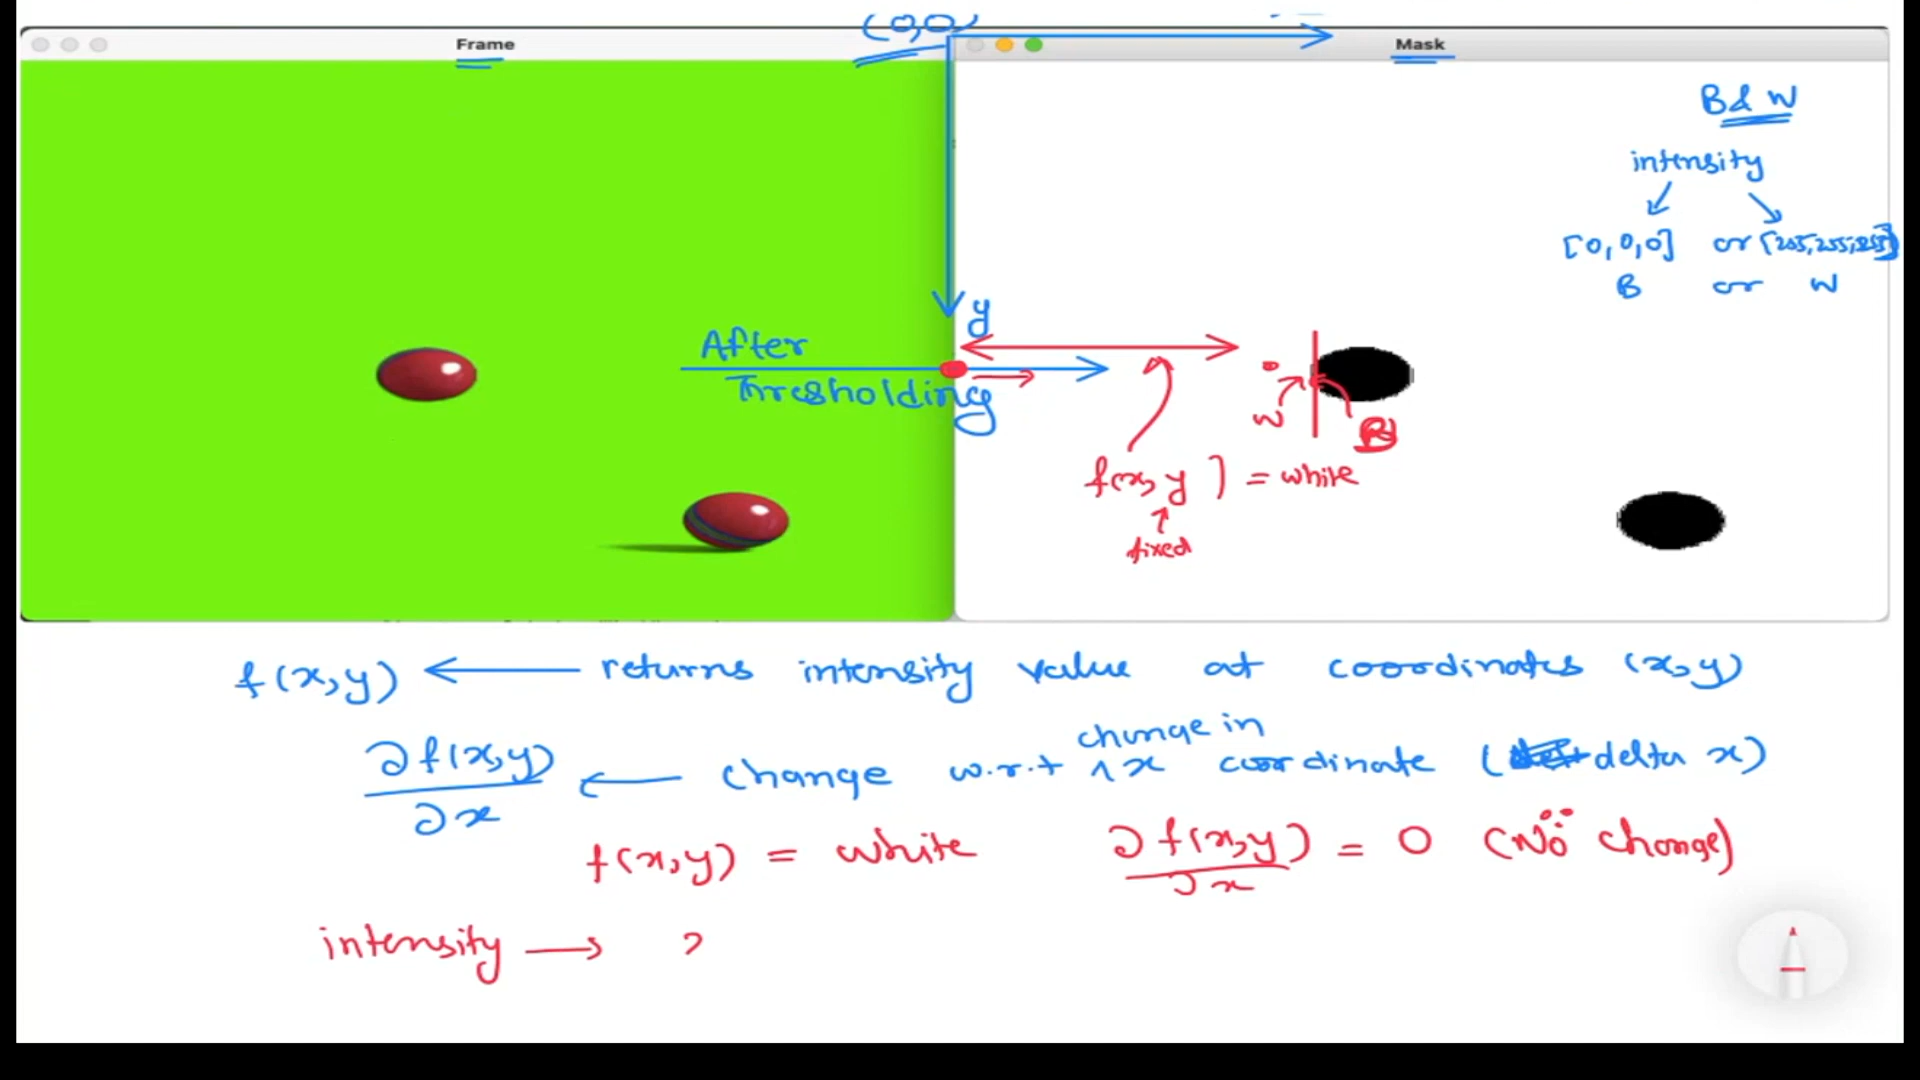 (0,0)
Frame
Mask
B & W
intensity
[0,0,0] or [255,255,255]
B or W
y
After
Thresholding
W
B
f(x,y) = white
fixed
f(x,y) ← returns intensity value at coordinates (x,y)
change in
∂f(x,y) / ∂x ← change w.r.t ^ x coordinate ( delta x)
f(x,y) = white ∂f(x,y) / ∂x = 0 (No change)
intensity →